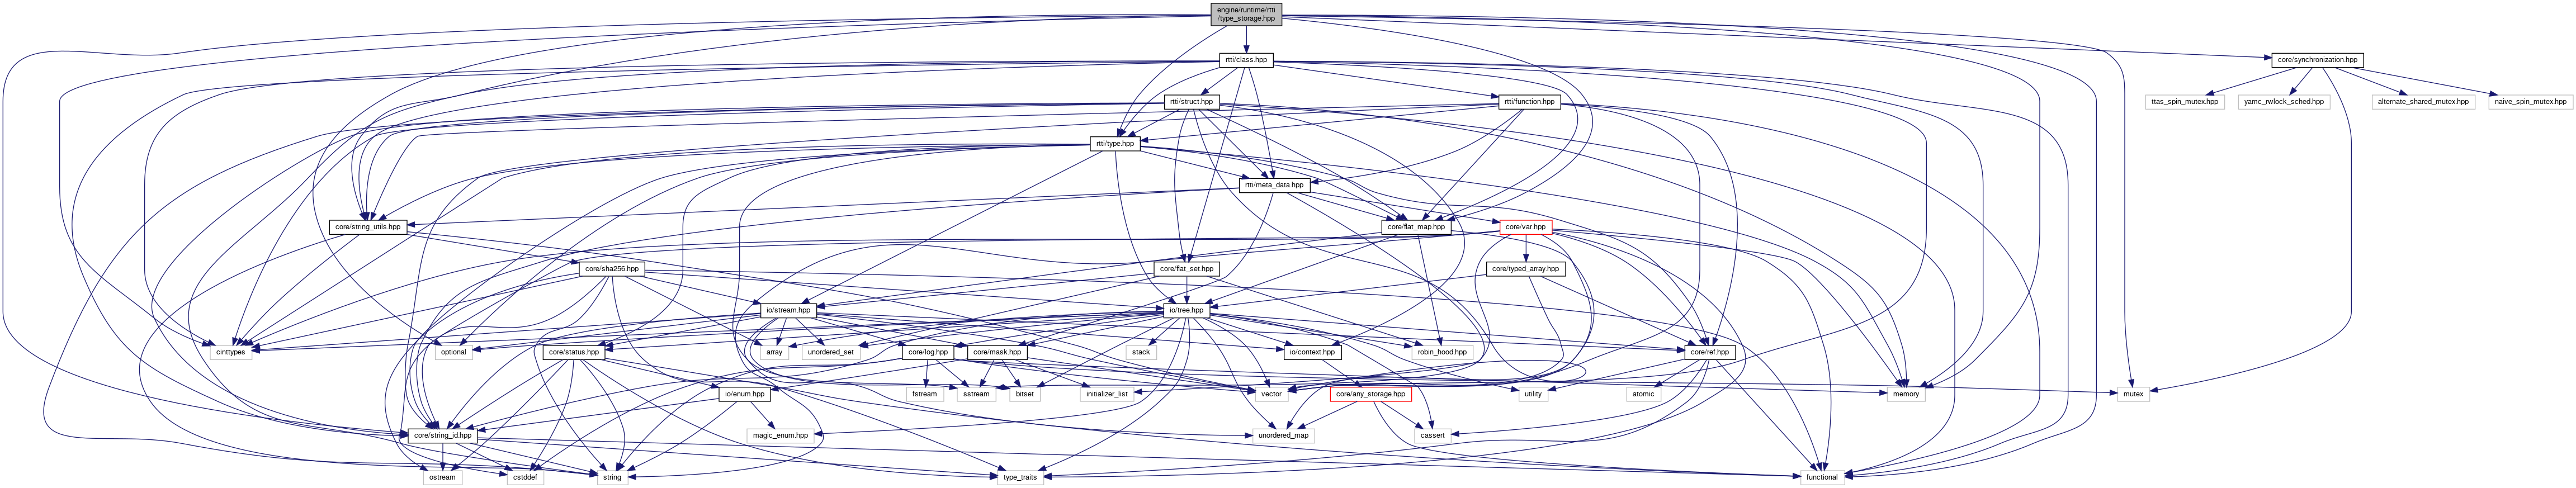 engine/runtime/rtti
/type_storage.hpp
rtti/class.hpp
core/synchronization.hpp
rtti/struct.hpp
rtti/function.hpp
ttas_spin_mutex.hpp
yamc_rwlock_sched.hpp
alternate_shared_mutex.hpp
naive_spin_mutex.hpp
rtti/type.hpp
rtti/meta_data.hpp
core/string_utils.hpp
core/flat_map.hpp
core/var.hpp
core/sha256.hpp
core/flat_set.hpp
core/typed_array.hpp
io/stream.hpp
io/tree.hpp
cinttypes
optional
core/status.hpp
array
unordered_set
core/log.hpp
core/mask.hpp
stack
io/context.hpp
robin_hood.hpp
core/ref.hpp
io/enum.hpp
fstream
sstream
bitset
initializer_list
vector
core/any_storage.hpp
utility
atomic
memory
mutex
core/string_id.hpp
magic_enum.hpp
unordered_map
cassert
ostream
cstddef
string
type_traits
functional